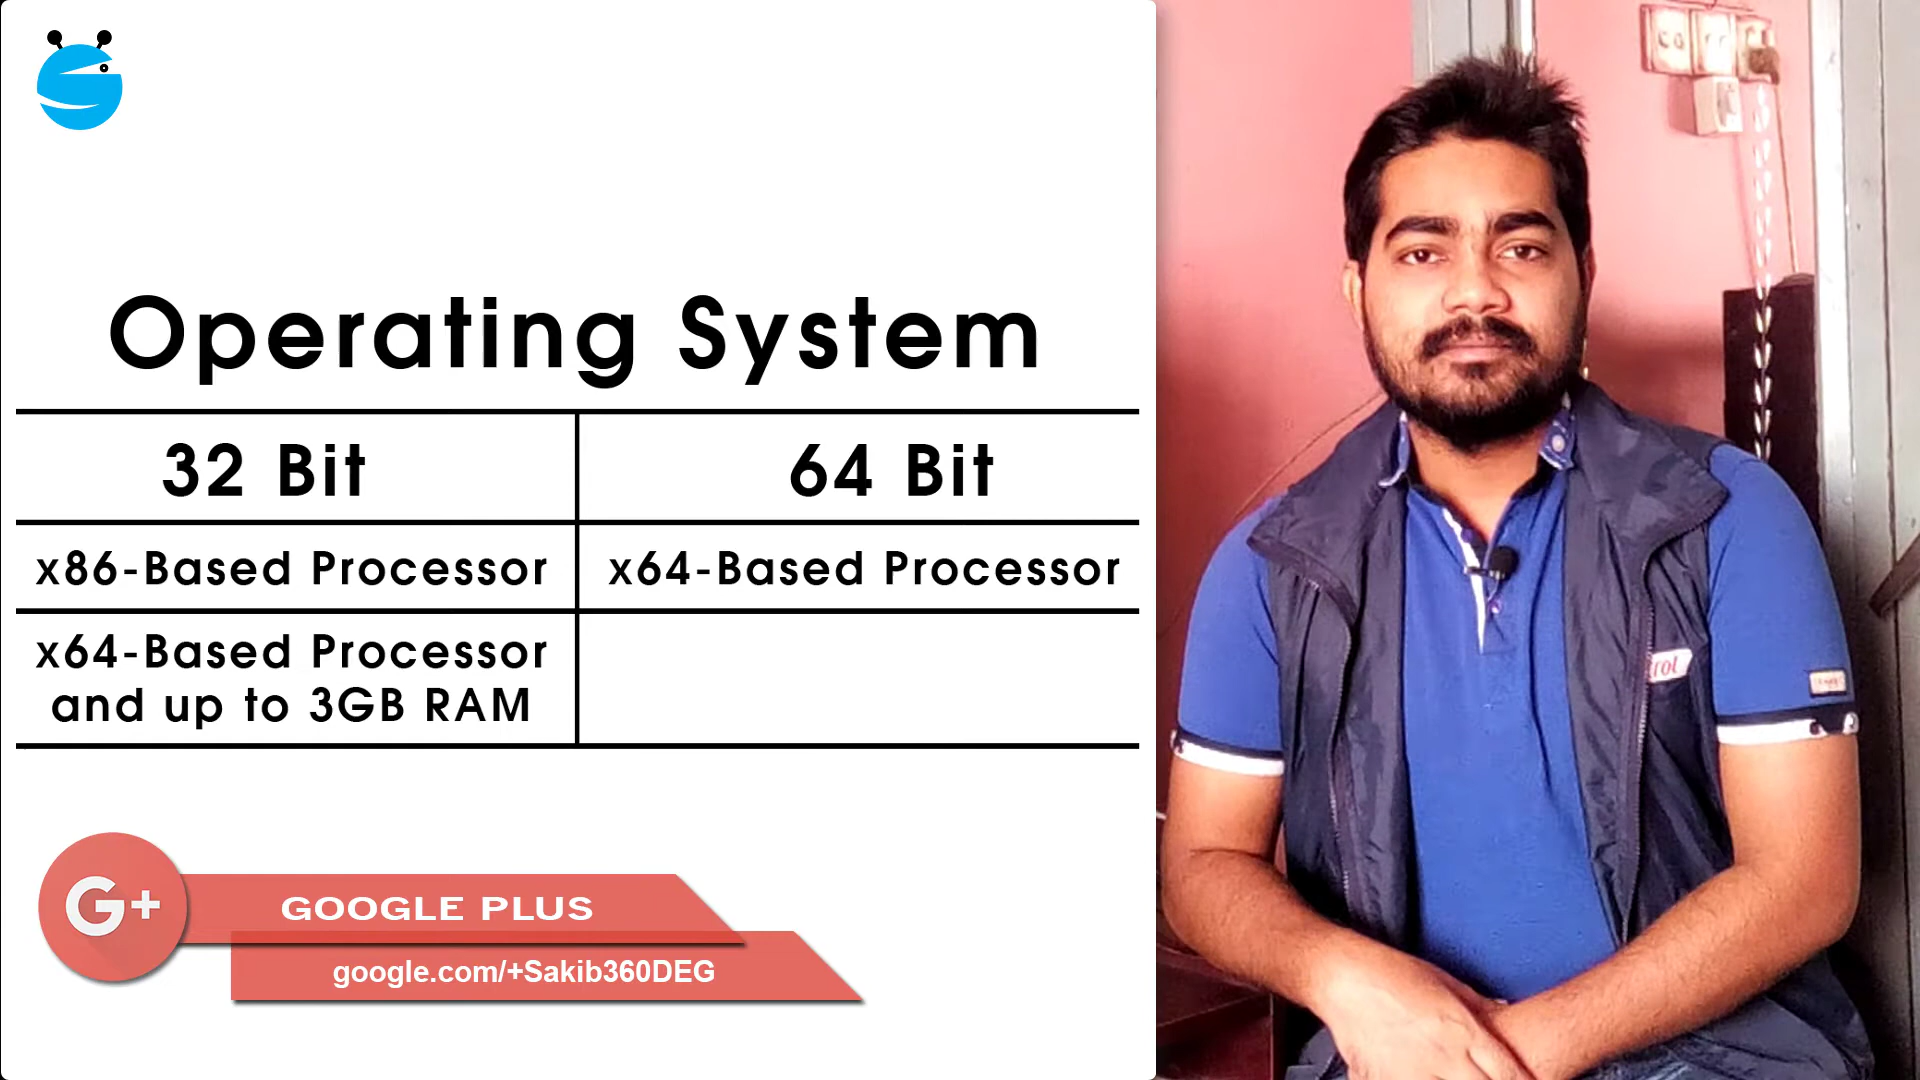 Operating System
32 Bit
64 Bit
x86-Based Processor
x64-Based Processor
x64-Based Processor
and up to 3GB RAM
G+
GOOGLE PLUS
google.com/+Sakib360DEG
rol